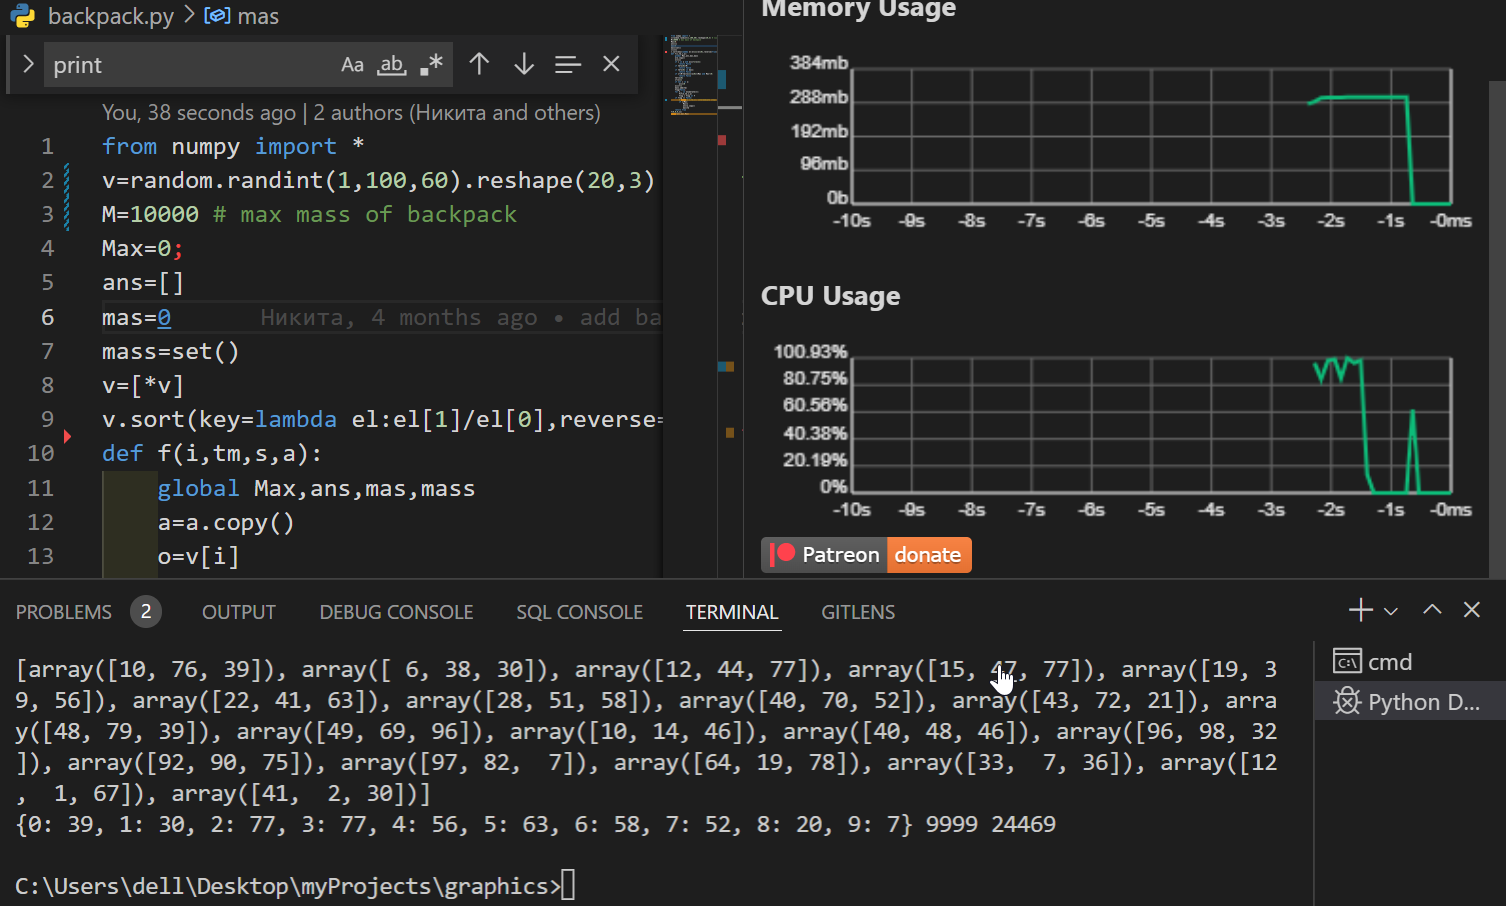 backpack.py > mas
print Aa ab .*
You, 38 seconds ago | 2 authors (Никита and others)
1 from numpy import *
2 v=random.randint(1,100,60).reshape(20,3)
3 M=10000 # max mass of backpack
4 Max=0;
5 ans=[]
6 mas=0 Никита, 4 months ago • add ba
7 mass=set()
8 v=[*v]
9 v.sort(key=lambda el:el[1]/el[0],reverse=
10 def f(i,tm,s,a):
11 global Max,ans,mas,mass
12 a=a.copy()
13 o=v[i]
Memory Usage
384mb
288mb
192mb
96mb
0b
-10s -9s -8s -7s -6s -5s -4s -3s -2s -1s -0ms
CPU Usage
100.93%
80.75%
60.56%
40.38%
20.19%
0%
-10s -9s -8s -7s -6s -5s -4s -3s -2s -1s -0ms
Patreon donate
PROBLEMS 2 OUTPUT DEBUG CONSOLE SQL CONSOLE TERMINAL GITLENS
[array([10, 76, 39]), array([ 6, 38, 30]), array([12, 44, 77]), array([15, 47, 77]), array([19, 3
9, 56]), array([22, 41, 63]), array([28, 51, 58]), array([40, 70, 52]), array([43, 72, 21]), arra
y([48, 79, 39]), array([49, 69, 96]), array([10, 14, 46]), array([40, 48, 46]), array([96, 98, 32
]), array([92, 90, 75]), array([97, 82,  7]), array([64, 19, 78]), array([33,  7, 36]), array([12
,  1, 67]), array([41,  2, 30])]
{0: 39, 1: 30, 2: 77, 3: 77, 4: 56, 5: 63, 6: 58, 7: 52, 8: 20, 9: 7} 9999 24469
C:\Users\dell\Desktop\myProjects\graphics>
cmd
Python D...